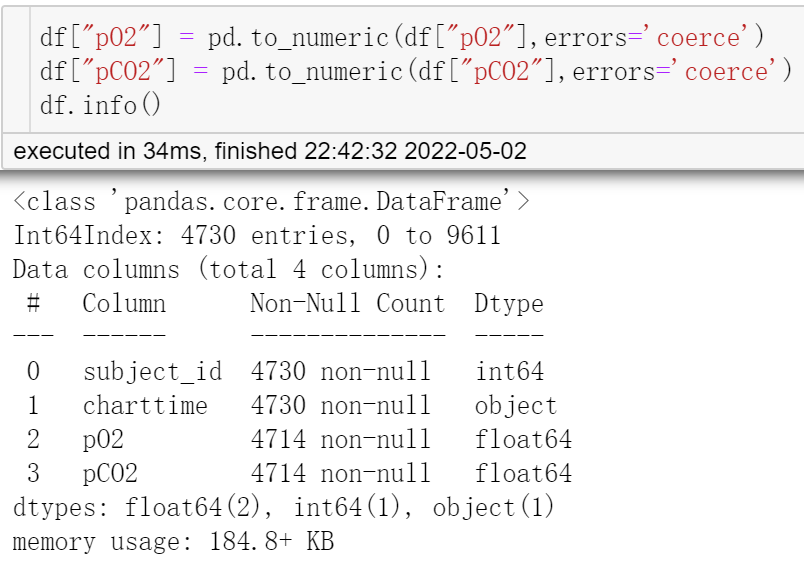 df["pO2"] = pd.to_numeric(df["pO2"],errors='coerce')
df["pCO2"] = pd.to_numeric(df["pCO2"],errors='coerce')
df.info()
executed in 34ms, finished 22:42:32 2022-05-02
<class 'pandas.core.frame.DataFrame'>
Int64Index: 4730 entries, 0 to 9611
Data columns (total 4 columns):
 #   Column      Non-Null Count  Dtype
---  ------      --------------  -----
 0   subject_id  4730 non-null   int64
 1   charttime   4730 non-null   object
 2   pO2         4714 non-null   float64
 3   pCO2        4714 non-null   float64
dtypes: float64(2), int64(1), object(1)
memory usage: 184.8+ KB